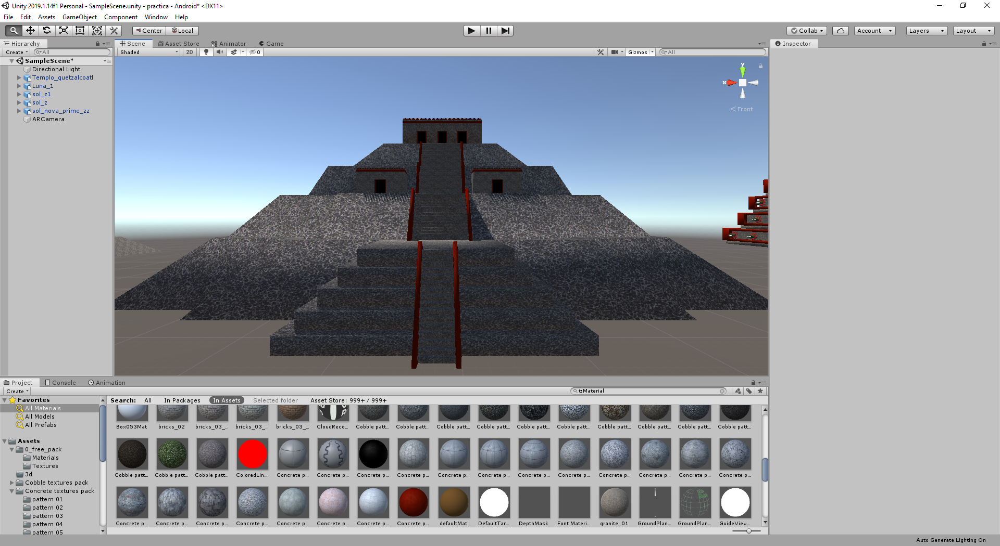 Unity 2019.1.14f1 Personal - SampleScene.unity - practica - Android* <DX11>
File Edit Assets GameObject Component Window Help
Center Local Collab Account Layers Layout
Hierarchy Scene Asset Store Animator Game Inspector
Create All Shaded 2D 0 Gizmos All
SampleScene*
Directional Light
Templo_quetzalcoatl
Luna_1
sol_z1
sol_z
sol_nova_prime_zz
ARCamera
y
x
Front
Project Console Animation
Create t:Material
Favorites
All Materials
All Models
All Prefabs
Assets
0_free_pack
Materials
Textures
3d
Cobble textures pack
Concrete textures pack
pattern 01
pattern 02
pattern 03
pattern 04
pattern 05
Search: All In Packages In Assets Selected folder Asset Store: 999+ / 999+
Box053Mat bricks_02 bricks_03_... bricks_03_... bricks_03_... CloudReco... Cobble patt... Cobble patt... Cobble patt... Cobble patt... Cobble patt... Cobble patt... Cobble patt... Cobble patt... Cobble patt... Cobble patt...
Cobble patt... Cobble patt... Cobble patt... ColoredLin... Concrete p... Concrete p... Concrete p... Concrete p... Concrete p... Concrete p... Concrete p... Concrete p... Concrete p... Concrete p... Concrete p... Concrete p...
Concrete p... Concrete p... Concrete p... Concrete p... Concrete p... Concrete p... Concrete p... Concrete p... defaultMat DefaultTar... DepthMask Font Materi... granite_01 GroundPlan... GroundPlan... GuideView...
Auto Generate Lighting On